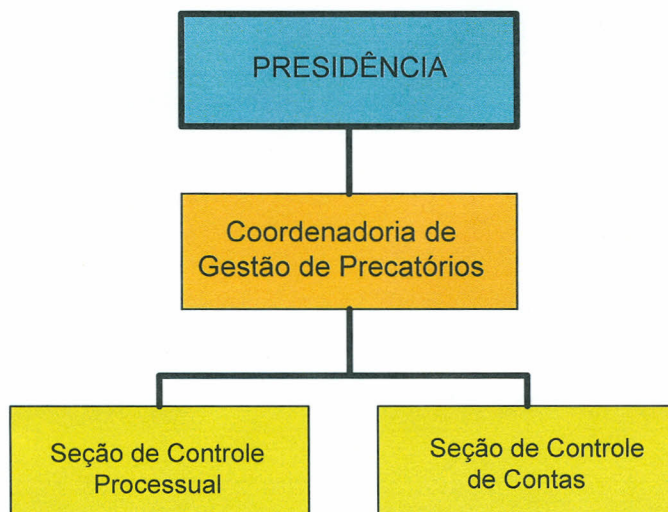 PRESIDÊNCIA
Coordenadoria de
Gestão de Precatórios
Seção de Controle
Processual
Seção de Controle
de Contas